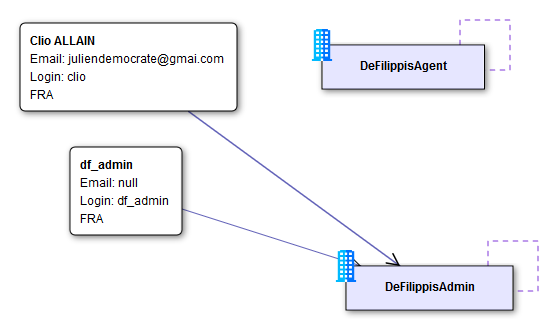 Clio ALLAIN
Email: juliendemocrate@gmai.com
Login: clio
FRA
DeFilippisAgent
df_admin
Email: null
Login: df_admin
FRA
DeFilippisAdmin